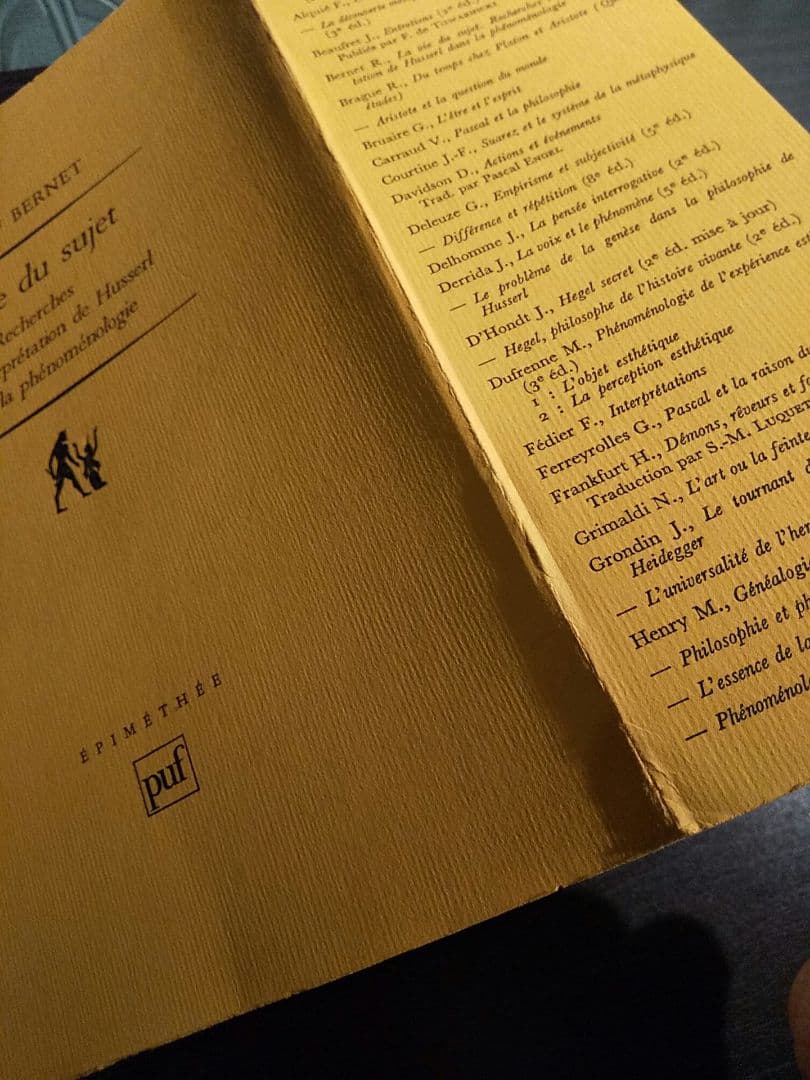 BERNET
du sujet
Recherches
prétation de Husserl
la phénoménologie
ÉPIMÉTHÉE
puf
Alquié F.,
— La découverte
(3e éd.)
Beaufret J., Entretiens (3e éd.)
Publiés par F. de TOWARNICKI
Bernet R., La vie du sujet. Recherches
tation de Husserl dans la phénoménologie
Brague R., Du temps chez Platon et Aristote
études)
— Aristote et la question du monde
Bruaire G., L'être et l'esprit
Carraud V., Pascal et la philosophie
Courtine J.-F., Suarez et le système de la métaphysique
Davidson D., Actions et événements
Trad. par Pascal ENGEL
Deleuze G., Empirisme et subjectivité (5e éd.)
— Différence et répétition (8e éd.)
Delhomme J., La pensée interrogative (2e éd.)
Derrida J., La voix et le phénomène (5e éd.)
— Le problème de la genèse dans la philosophie de
Husserl
D'Hondt J., Hegel secret (2e éd. mise à jour)
— Hegel, philosophe de l'histoire vivante (2e éd.)
Dufrenne M., Phénoménologie de l'expérience est
(3e éd.)
1 : L'objet esthétique
2 : La perception esthétique
Fédier F., Interprétations
Ferreyrolles G., Pascal et la raison du
Frankfurt H., Démons, rêveurs et
Traduction par S.-M. LUQUET
Grimaldi N., L'art ou la feinte
Grondin J., Le tournant
Heidegger
— L'universalité de l'her
Henry M., Généalogi
— Philosophie et ph
— L'essence de la
— Phénoménol